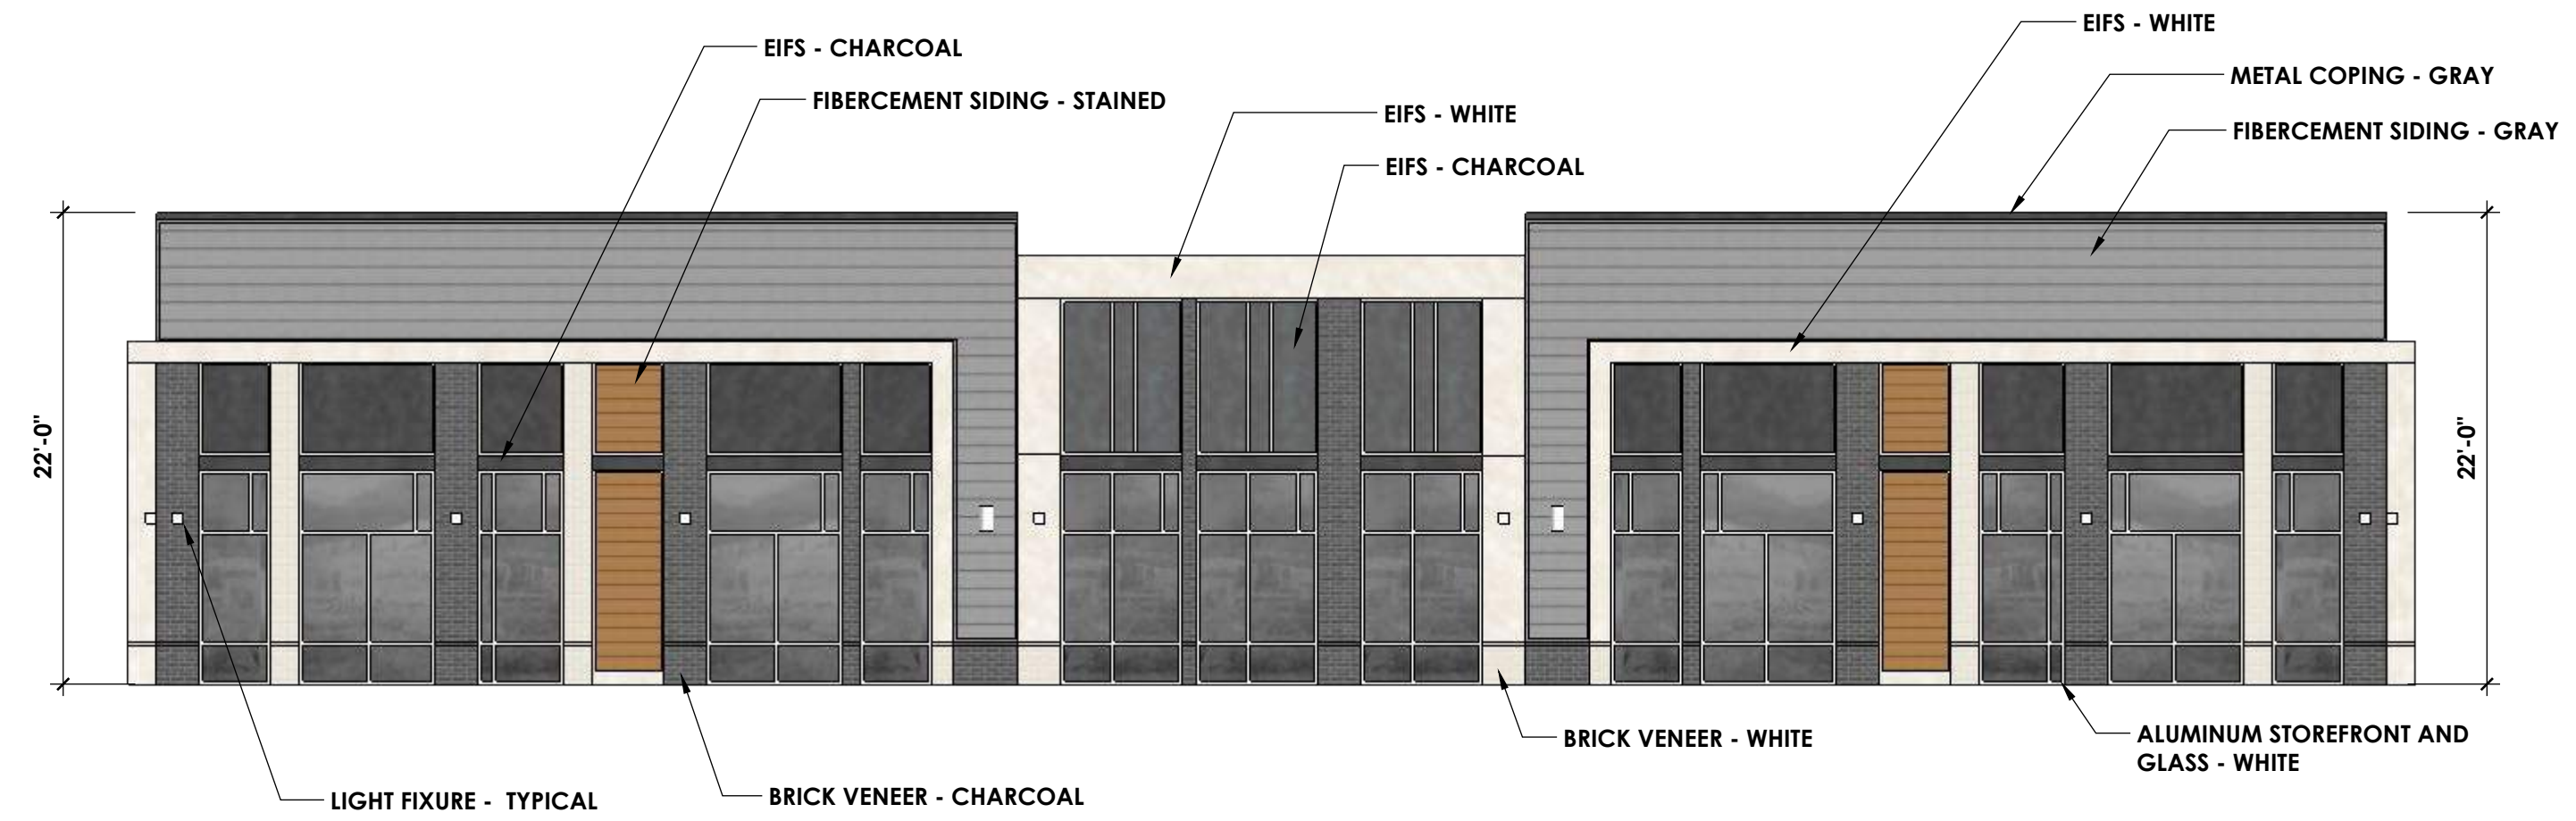 EIFS - WHITE
EIFS - CHARCOAL
METAL COPING - GRAY
FIBERCEMENT SIDING - STAINED
EIFS - WHITE
FIBERCEMENT SIDING - GRAY
EIFS - CHARCOAL
22'-0"
22'-0"
BRICK VENEER - WHITE
ALUMINUM STOREFRONT AND
GLASS - WHITE
LIGHT FIXTURE - TYPICAL
BRICK VENEER - CHARCOAL